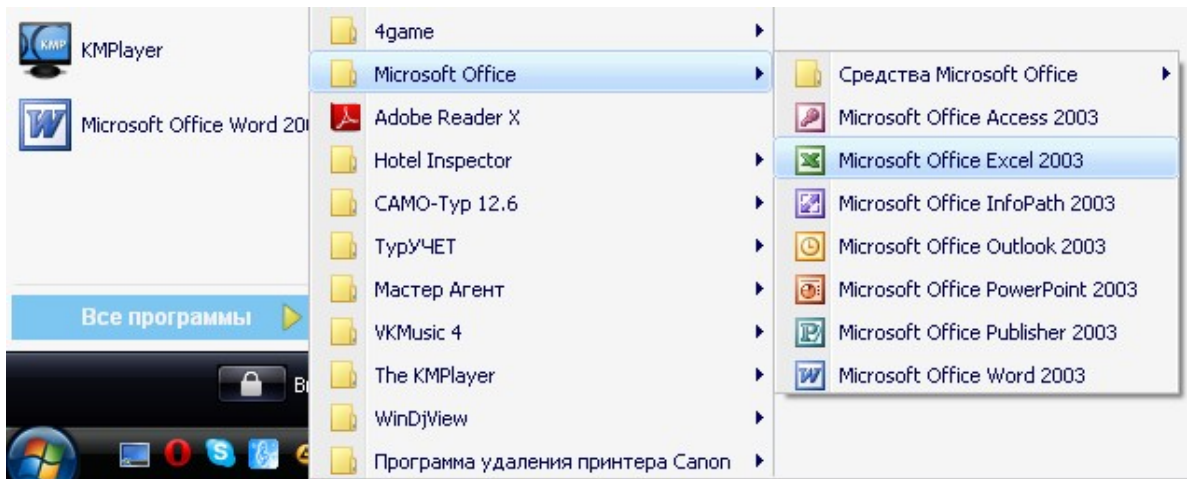 KMP
KMPlayer
Microsoft Office Word
Все программы
4game
Microsoft Office
Adobe Reader X
Hotel Inspector
САМО-Тур 12.6
ТурУЧЕТ
Мастер Агент
VKMusic 4
The KMPlayer
WinDjView
Программа удаления принтера Canon
Средства Microsoft Office
Microsoft Office Access 2003
Microsoft Office Excel 2003
Microsoft Office InfoPath 2003
Microsoft Office Outlook 2003
Microsoft Office PowerPoint 2003
Microsoft Office Publisher 2003
Microsoft Office Word 2003